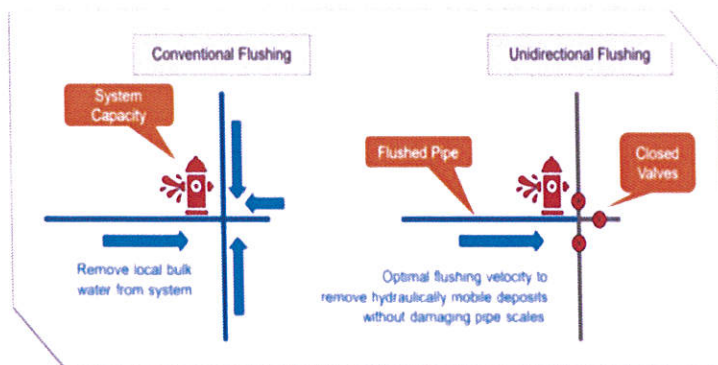 Conventional Flushing
System
Capacity
Remove local bulk
water from system
Unidirectional Flushing
Flushed Pipe
Closed
Valves
Optimal flushing velocity to
remove hydraulically mobile deposits
without damaging pipe scales